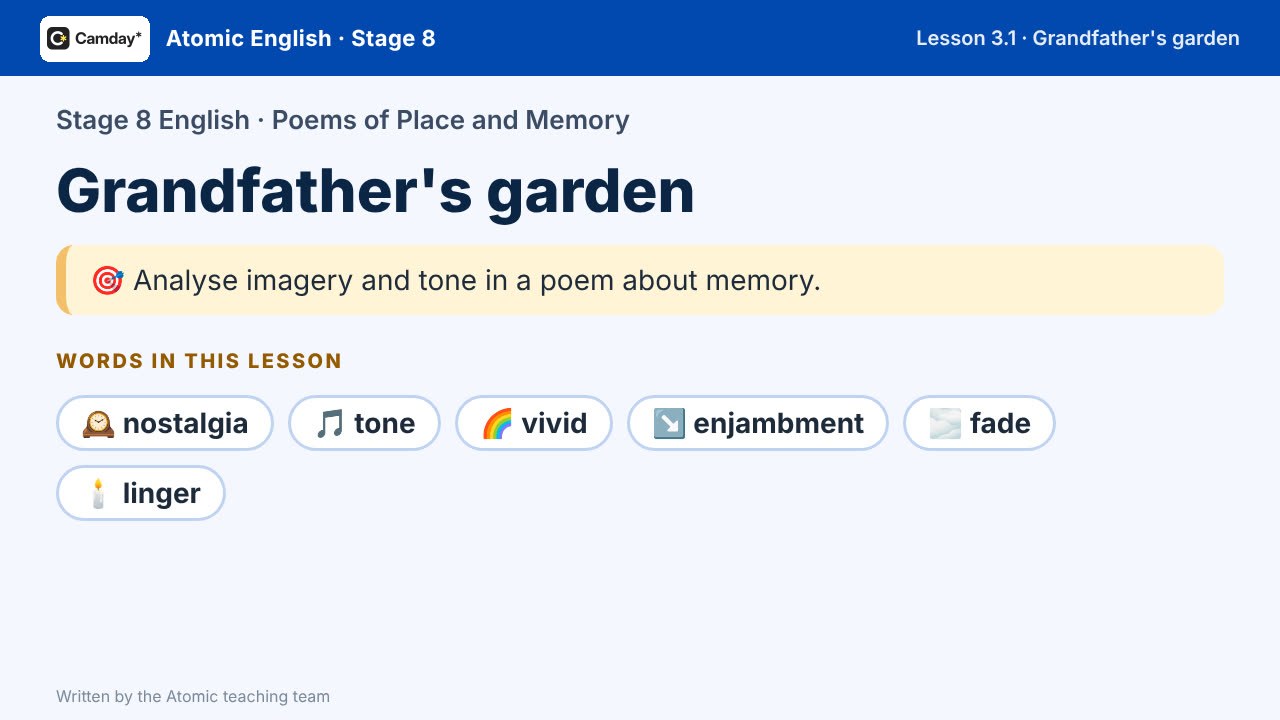 Camday*
Atomic English · Stage 8
Lesson 3.1 · Grandfather's garden
Stage 8 English · Poems of Place and Memory
Grandfather's garden
🎯 Analyse imagery and tone in a poem about memory.
WORDS IN THIS LESSON
🕰️ nostalgia 🎵 tone 🌈 vivid ↘️ enjambment 🌫️ fade
🕯️ linger
Written by the Atomic teaching team